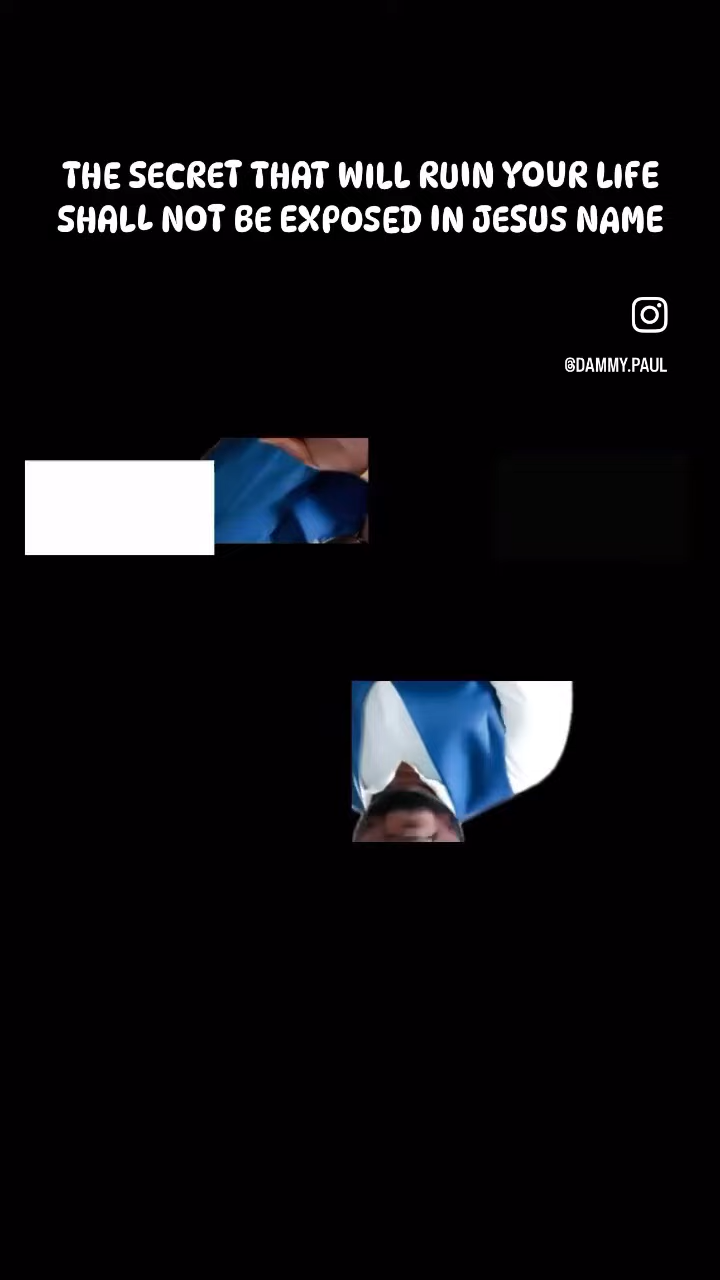 THE SECRET THAT WILL RUIN YOUR LIFE
SHALL NOT BE EXPOSED IN JESUS NAME
@DAMMY.PAUL